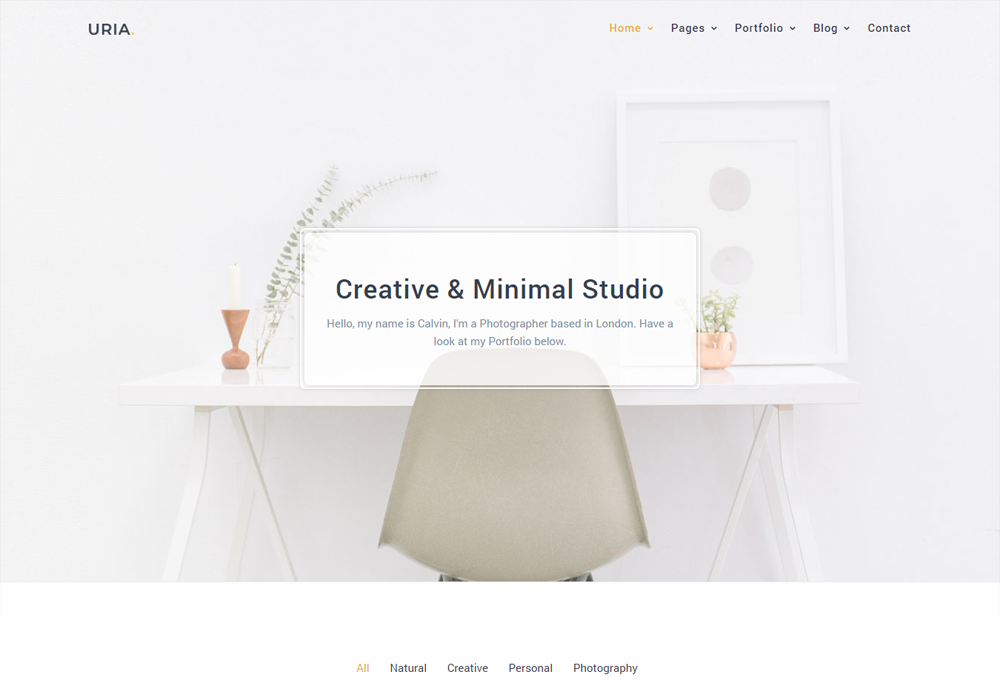 URIA.
Home Pages Portfolio Blog Contact
Creative & Minimal Studio
Hello, my name is Calvin, I'm a Photographer based in London. Have a
look at my Portfolio below.
All Natural Creative Personal Photography